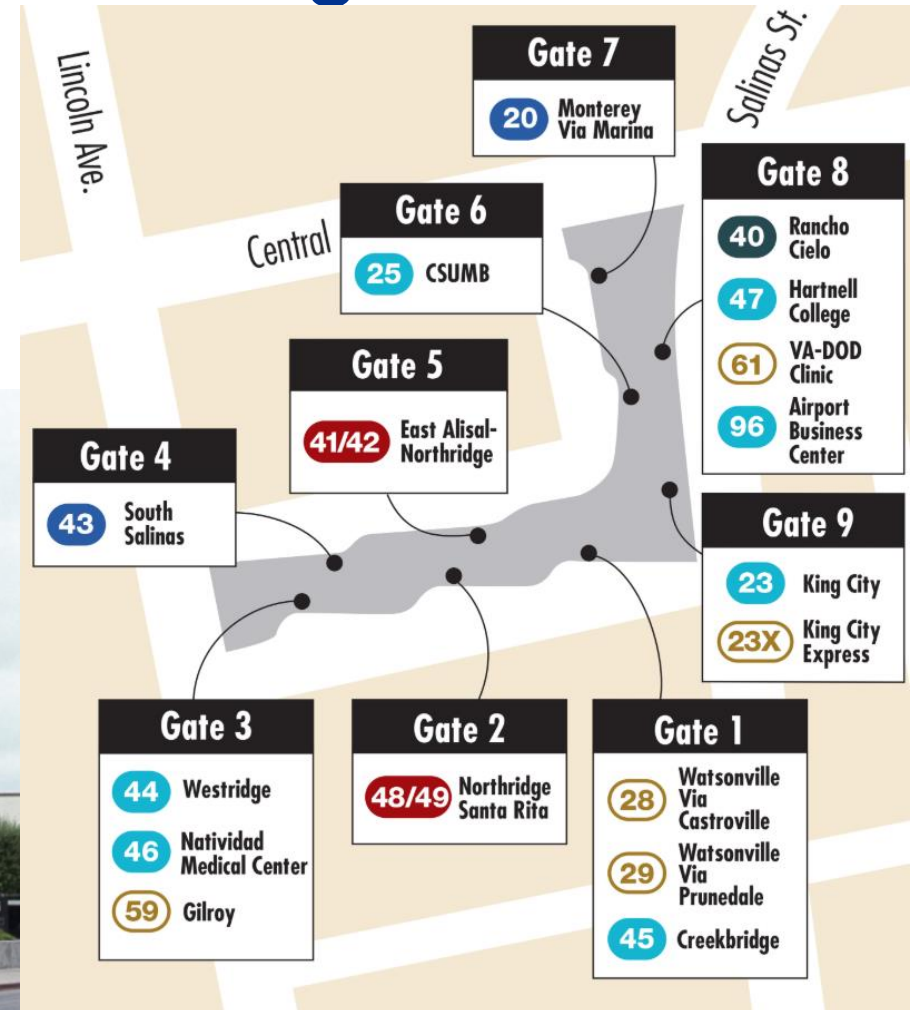 Lincoln Ave.
Central
Salinas St.
Gate 7
20 Monterey
Via Marina
Gate 6
25 CSUMB
Gate 8
40 Rancho
Cielo
47 Hartnell
College
61 VA-DOD
Clinic
96 Airport
Business
Center
Gate 5
41/42 East Alisal-
Northridge
Gate 4
43 South
Salinas
Gate 9
23 King City
23X King City
Express
Gate 3
44 Westridge
46 Natividad
Medical Center
59 Gilroy
Gate 2
48/49 Northridge
Santa Rita
Gate 1
28 Watsonville
Via
Castroville
29 Watsonville
Via
Prunedale
45 Creekbridge